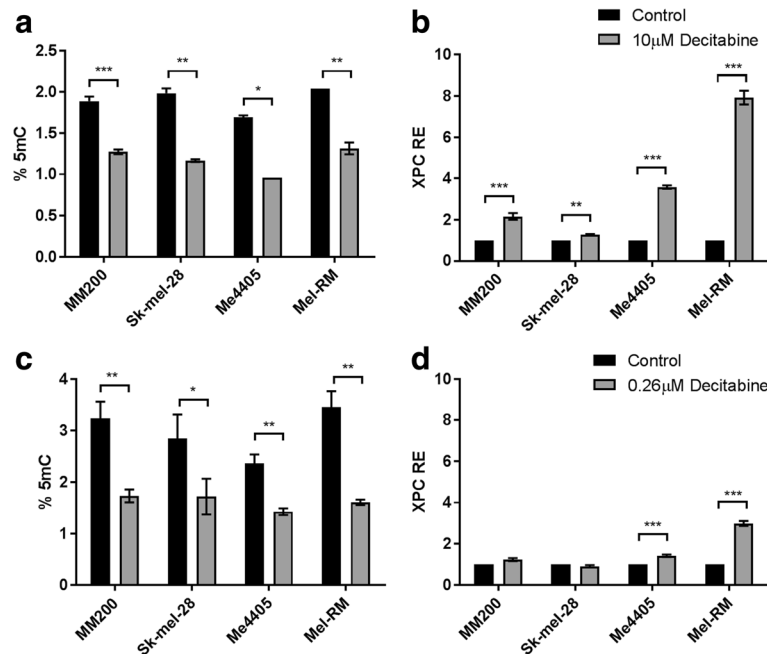 a
% 5mC
2.5
2.0
1.5
1.0
0.5
0.0
***
**
*
**
MM200
Sk-mel-28
Me4405
Mel-RM
b
Control
10μM Decitabine
XPC RE
10
8
6
4
2
0
***
**
***
***
MM200
Sk-mel-28
Me4405
Mel-RM
c
% 5mC
4
3
2
1
0
**
*
**
**
MM200
Sk-mel-28
Me4405
Mel-RM
d
Control
0.26μM Decitabine
XPC RE
10
8
6
4
2
0
***
***
MM200
Sk-mel-28
Me4405
Mel-RM